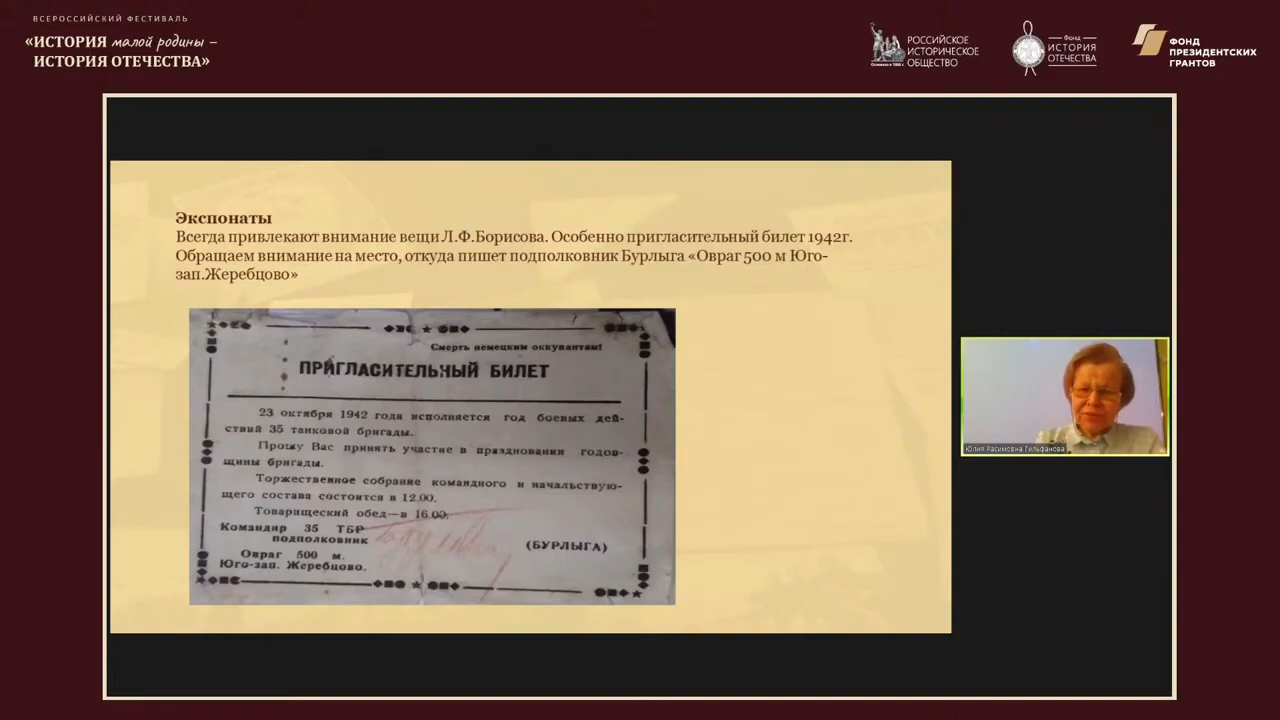 ВСЕРОССИЙСКИЙ ФЕСТИВАЛЬ
«ИСТОРИЯ малой родины –
ИСТОРИЯ ОТЕЧЕСТВА»
РОССИЙСКОЕ
ИСТОРИЧЕСКОЕ
ОБЩЕСТВО
Основано в 1866 г.
Фонд
ИСТОРИЯ
ОТЕЧЕСТВА
ФОНД
ПРЕЗИДЕНТСКИХ
ГРАНТОВ
Экспонаты
Всегда привлекают внимание вещи Л.Ф.Борисова. Особенно пригласительный билет 1942г.
Обращаем внимание на место, откуда пишет подполковник Бурлыга «Овраг 500 м Юго-
зап.Жеребцово»
Смерть немецким оккупантам!
ПРИГЛАСИТЕЛЬНЫЙ БИЛЕТ
23 октября 1942 года исполняется год боевых дей-
ствий 35 танковой бригады.
Прошу Вас принять участие в праздновании годов-
щины бригады.
Торжественное собрание командного и начальствую-
щего состава состоится в 12.00.
Товарищеский обед—в 16.00.
Командир 35 ТБР
подполковник
(БУРЛЫГА)
Овраг 500 м.
Юго-зап. Жеребцово.
Юлия Расимовна Гильфанова